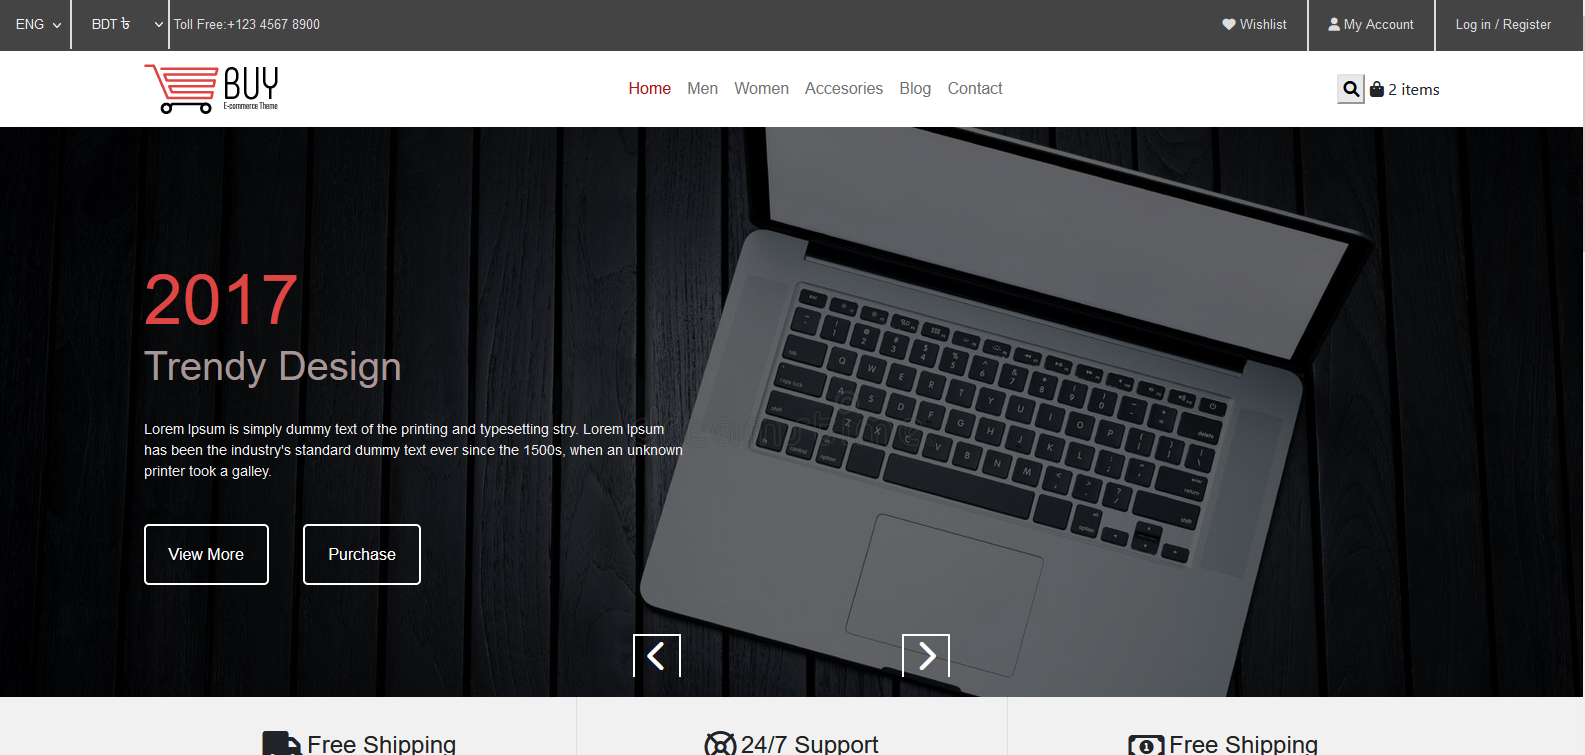 ENG BDT ৳ Toll Free:+123 4567 8900 Wishlist My Account Log in / Register
BUY
E-commerce Theme
Home Men Women Accesories Blog Contact
2 items
2017
Trendy Design
Lorem Ipsum is simply dummy text of the printing and typesetting stry. Lorem Ipsum
has been the industry's standard dummy text ever since the 1500s, when an unknown
printer took a galley.
View More Purchase
Free Shipping 24/7 Support Free Shipping